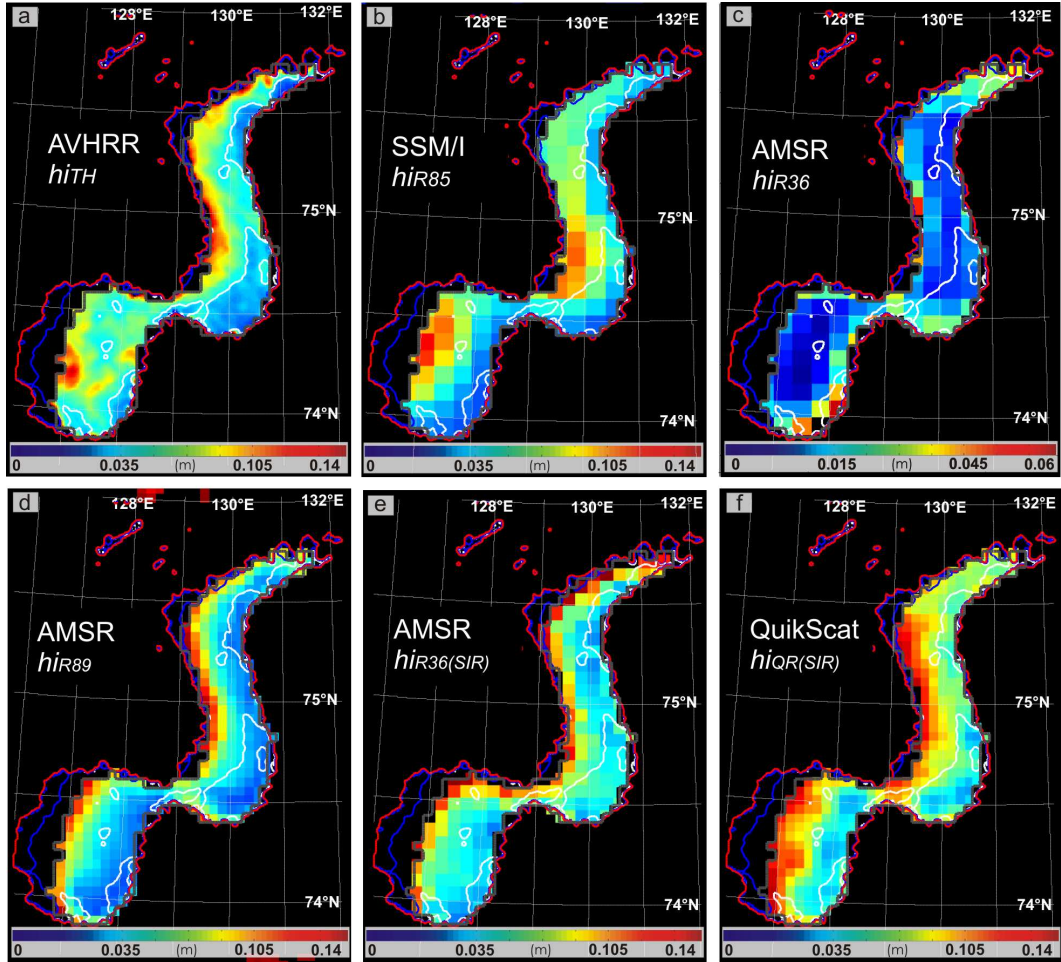 a
128°E
130°E
132°E
AVHRR
hiTH
75°N
74°N
0 0.035 (m) 0.105 0.14
b
128°E
130°E
132°E
SSM/I
hiR85
75°N
74°N
0 0.035 (m) 0.105 0.14
c
128°E
130°E
132°E
AMSR
hiR36
75°N
74°N
0 0.015 (m) 0.045 0.06
d
128°E
130°E
132°E
AMSR
hiR89
75°N
74°N
0 0.035 (m) 0.105 0.14
e
128°E
130°E
132°E
AMSR
hiR36(SIR)
75°N
74°N
0 0.035 (m) 0.105 0.14
f
128°E
130°E
132°E
QuikScat
hiQR(SIR)
75°N
74°N
0 0.035 (m) 0.105 0.14